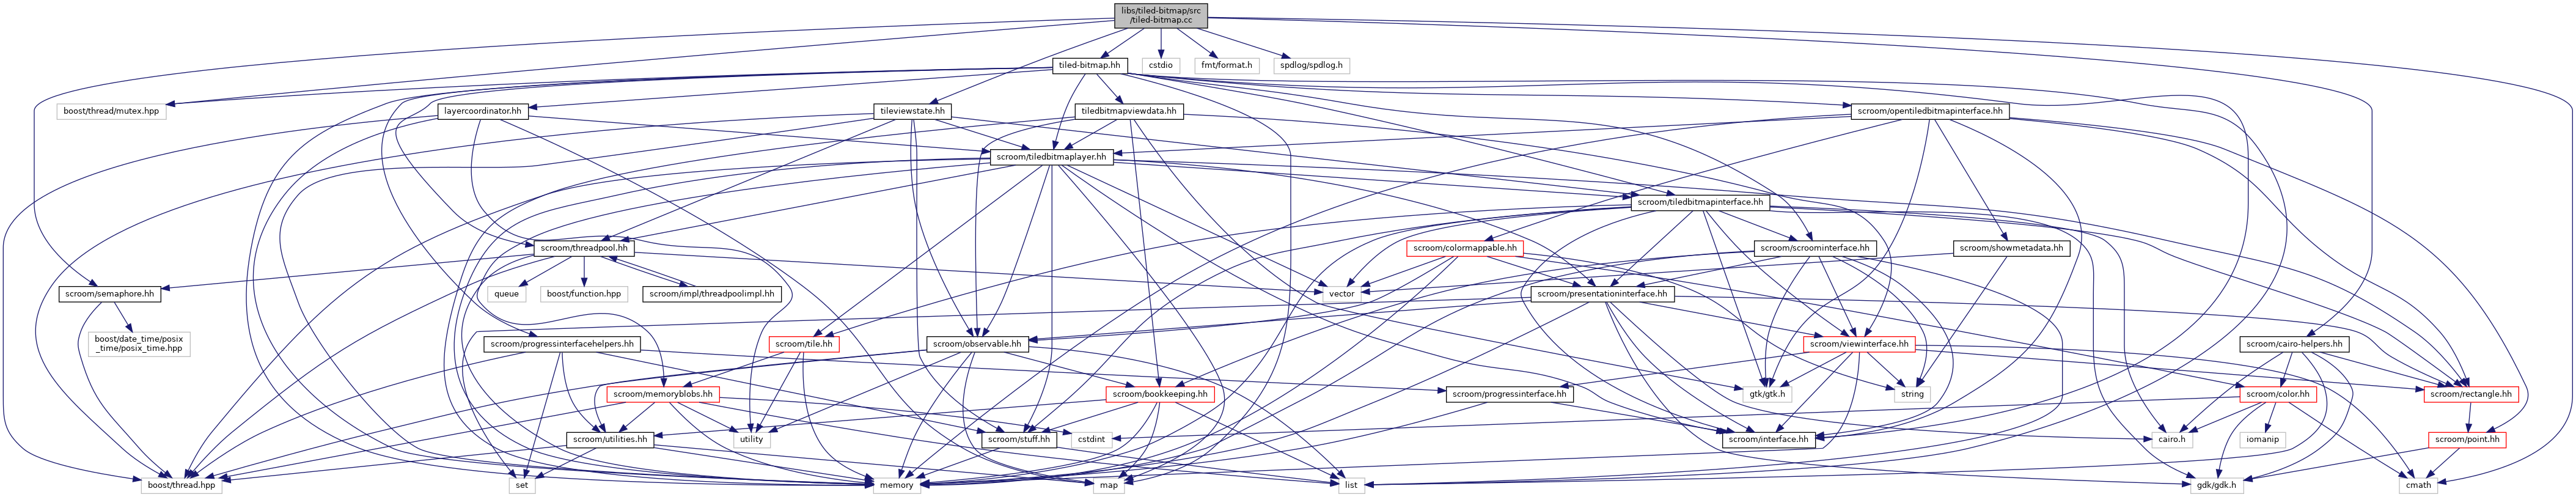 libs/tiled-bitmap/src
/tiled-bitmap.cc
tiled-bitmap.hh
cstdio
fmt/format.h
spdlog/spdlog.h
boost/thread/mutex.hpp
layercoordinator.hh
tileviewstate.hh
tiledbitmapviewdata.hh
scroom/opentiledbitmapinterface.hh
scroom/tiledbitmaplayer.hh
scroom/tiledbitmapinterface.hh
scroom/threadpool.hh
scroom/colormappable.hh
scroom/scroominterface.hh
scroom/showmetadata.hh
scroom/semaphore.hh
queue
boost/function.hpp
scroom/impl/threadpoolimpl.hh
vector
scroom/presentationinterface.hh
boost/date_time/posix
_time/posix_time.hpp
scroom/progressinterfacehelpers.hh
scroom/tile.hh
scroom/observable.hh
scroom/viewinterface.hh
scroom/cairo-helpers.hh
scroom/memoryblobs.hh
scroom/bookkeeping.hh
scroom/progressinterface.hh
gtk/gtk.h
string
scroom/color.hh
scroom/rectangle.hh
scroom/utilities.hh
utility
scroom/stuff.hh
cstdint
scroom/interface.hh
cairo.h
iomanip
scroom/point.hh
boost/thread.hpp
set
memory
map
list
gdk/gdk.h
cmath